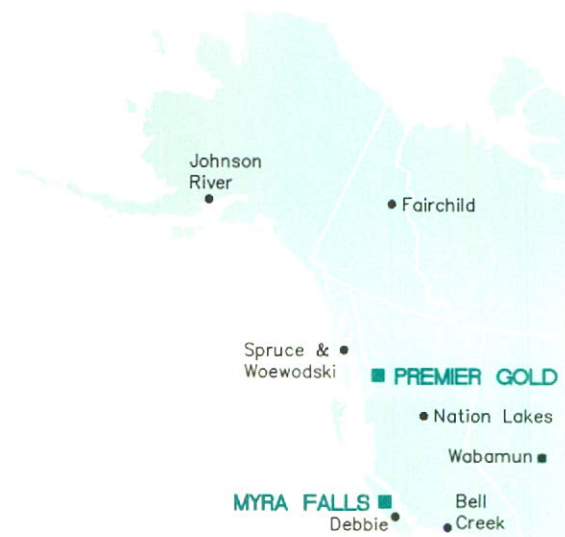 Johnson
River
Fairchild
Spruce &
Woewodski
PREMIER GOLD
Nation Lakes
Wabamun
MYRA FALLS
Debbie
Bell
Creek